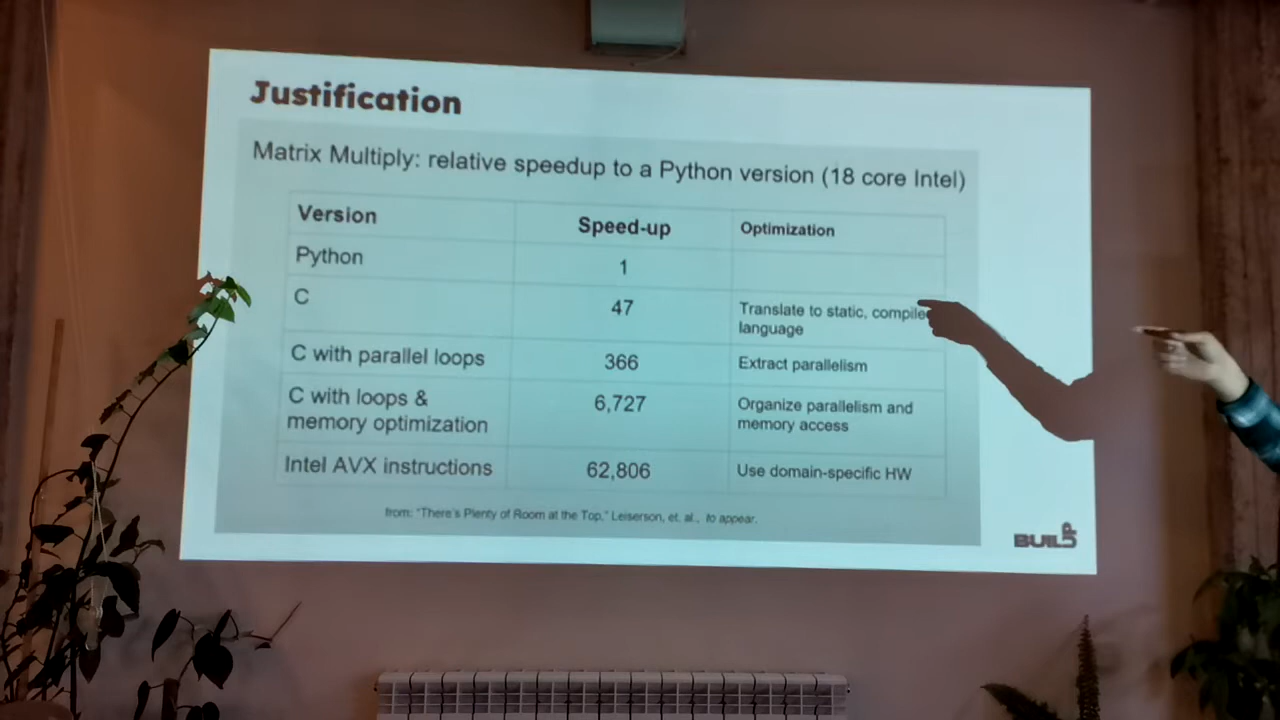 Justification
Matrix Multiply: relative speedup to a Python version (18 core Intel)
Version Speed-up Optimization
Python 1
C 47 Translate to static, compile
language
C with parallel loops 366 Extract parallelism
C with loops &
memory optimization 6,727 Organize parallelism and
memory access
Intel AVX instructions 62,806 Use domain-specific HW
from: "There's Plenty of Room at the Top," Leiserson, et. al., to appear.
BUILD UP